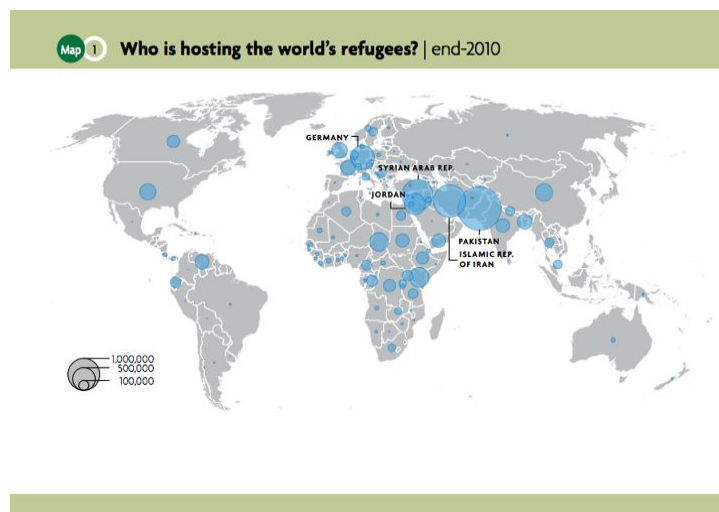 Map 1 Who is hosting the world's refugees? | end-2010
GERMANY
SYRIAN ARAB REP.
JORDAN
PAKISTAN
ISLAMIC REP.
OF IRAN
1,000,000
500,000
100,000